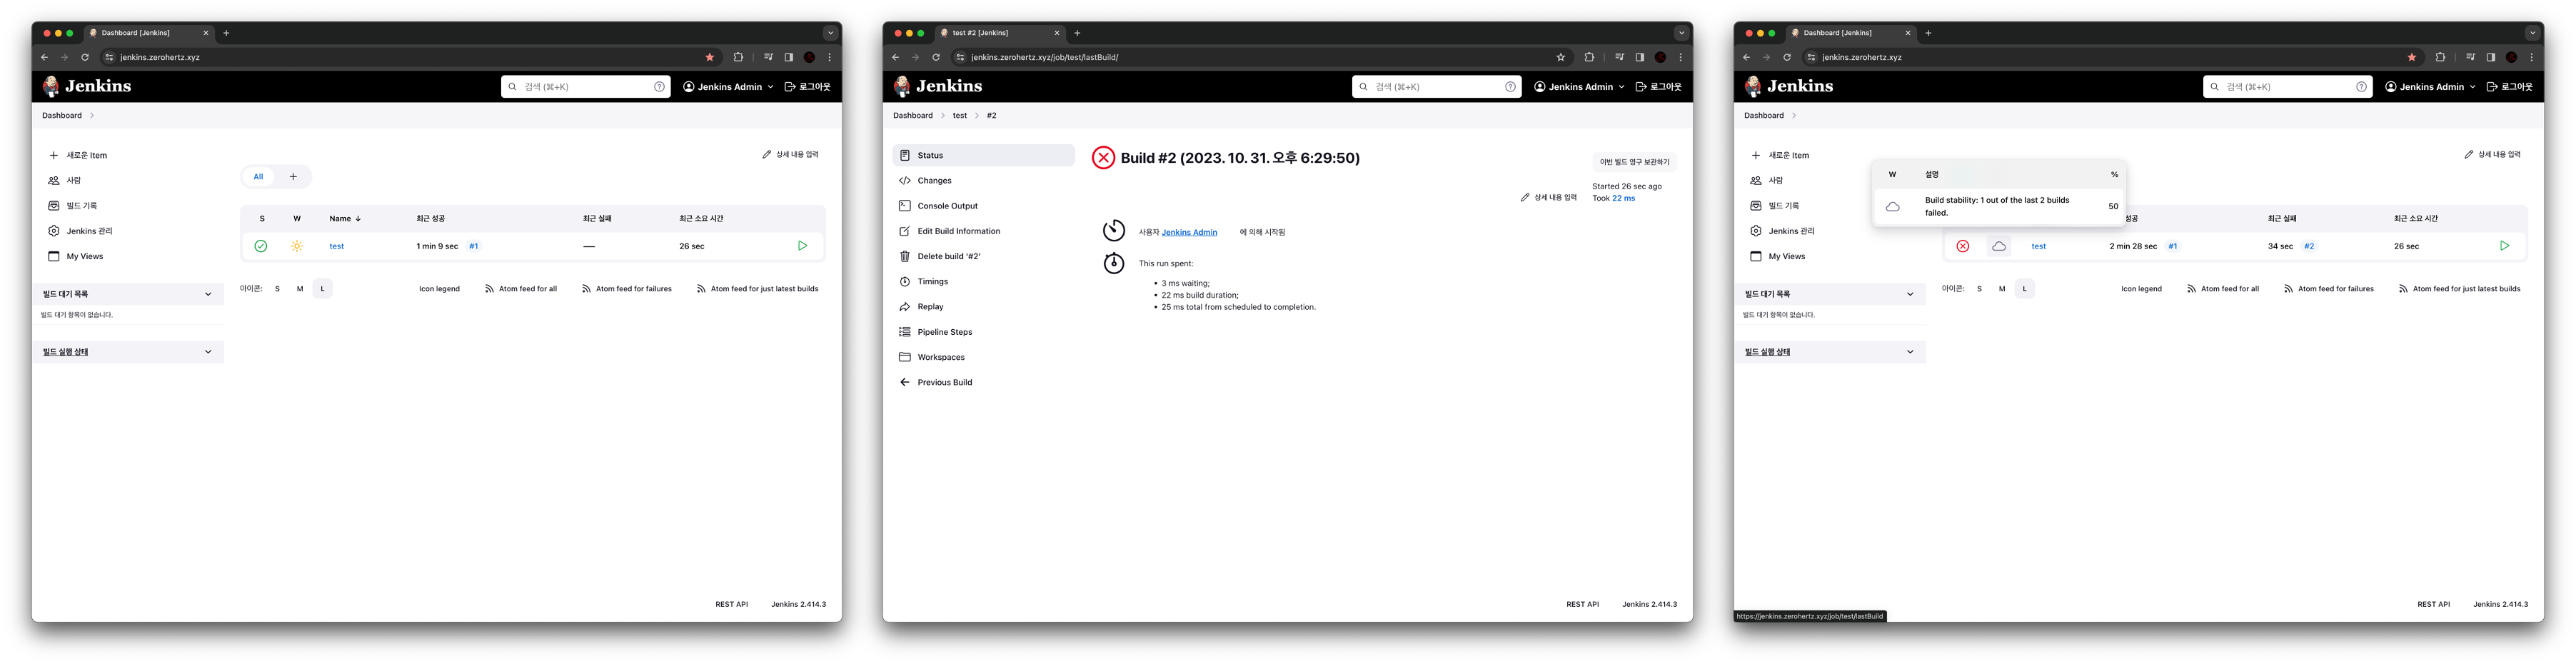 Dashboard [Jenkins]
jenkins.zerohertz.xyz
Jenkins
검색 (⌘+K)
Jenkins Admin
로그아웃
Dashboard
새로운 Item
사람
빌드 기록
Jenkins 관리
My Views
빌드 대기 목록
빌드 대기 항목이 없습니다.
빌드 실행 상태
상세 내용 입력
All
S W Name ↓ 최근 성공 최근 실패 최근 소요 시간
test 1 min 9 sec #1 — 26 sec
아이콘: S M L Icon legend Atom feed for all Atom feed for failures Atom feed for just latest builds
REST API Jenkins 2.414.3
test #2 [Jenkins]
jenkins.zerohertz.xyz/job/test/lastBuild/
Jenkins
검색 (⌘+K)
Jenkins Admin
로그아웃
Dashboard test #2
Status
Changes
Console Output
Edit Build Information
Delete build ‘#2’
Timings
Replay
Pipeline Steps
Workspaces
Previous Build
Build #2 (2023. 10. 31. 오후 6:29:50)
이번 빌드 영구 보관하기
Started 26 sec ago
Took 22 ms
상세 내용 입력
사용자 Jenkins Admin 에 의해 시작됨
This run spent:
• 3 ms waiting;
• 22 ms build duration;
• 25 ms total from scheduled to completion.
REST API Jenkins 2.414.3
Dashboard [Jenkins]
jenkins.zerohertz.xyz
Jenkins
검색 (⌘+K)
Jenkins Admin
로그아웃
Dashboard
새로운 Item
사람
빌드 기록
Jenkins 관리
My Views
빌드 대기 목록
빌드 대기 항목이 없습니다.
빌드 실행 상태
상세 내용 입력
W 설명 %
Build stability: 1 out of the last 2 builds
failed.
50
성공 최근 실패 최근 소요 시간
test 2 min 28 sec #1 34 sec #2 26 sec
아이콘: S M L Icon legend Atom feed for all Atom feed for failures Atom feed for just latest builds
REST API Jenkins 2.414.3
https://jenkins.zerohertz.xyz/job/test/lastBuild